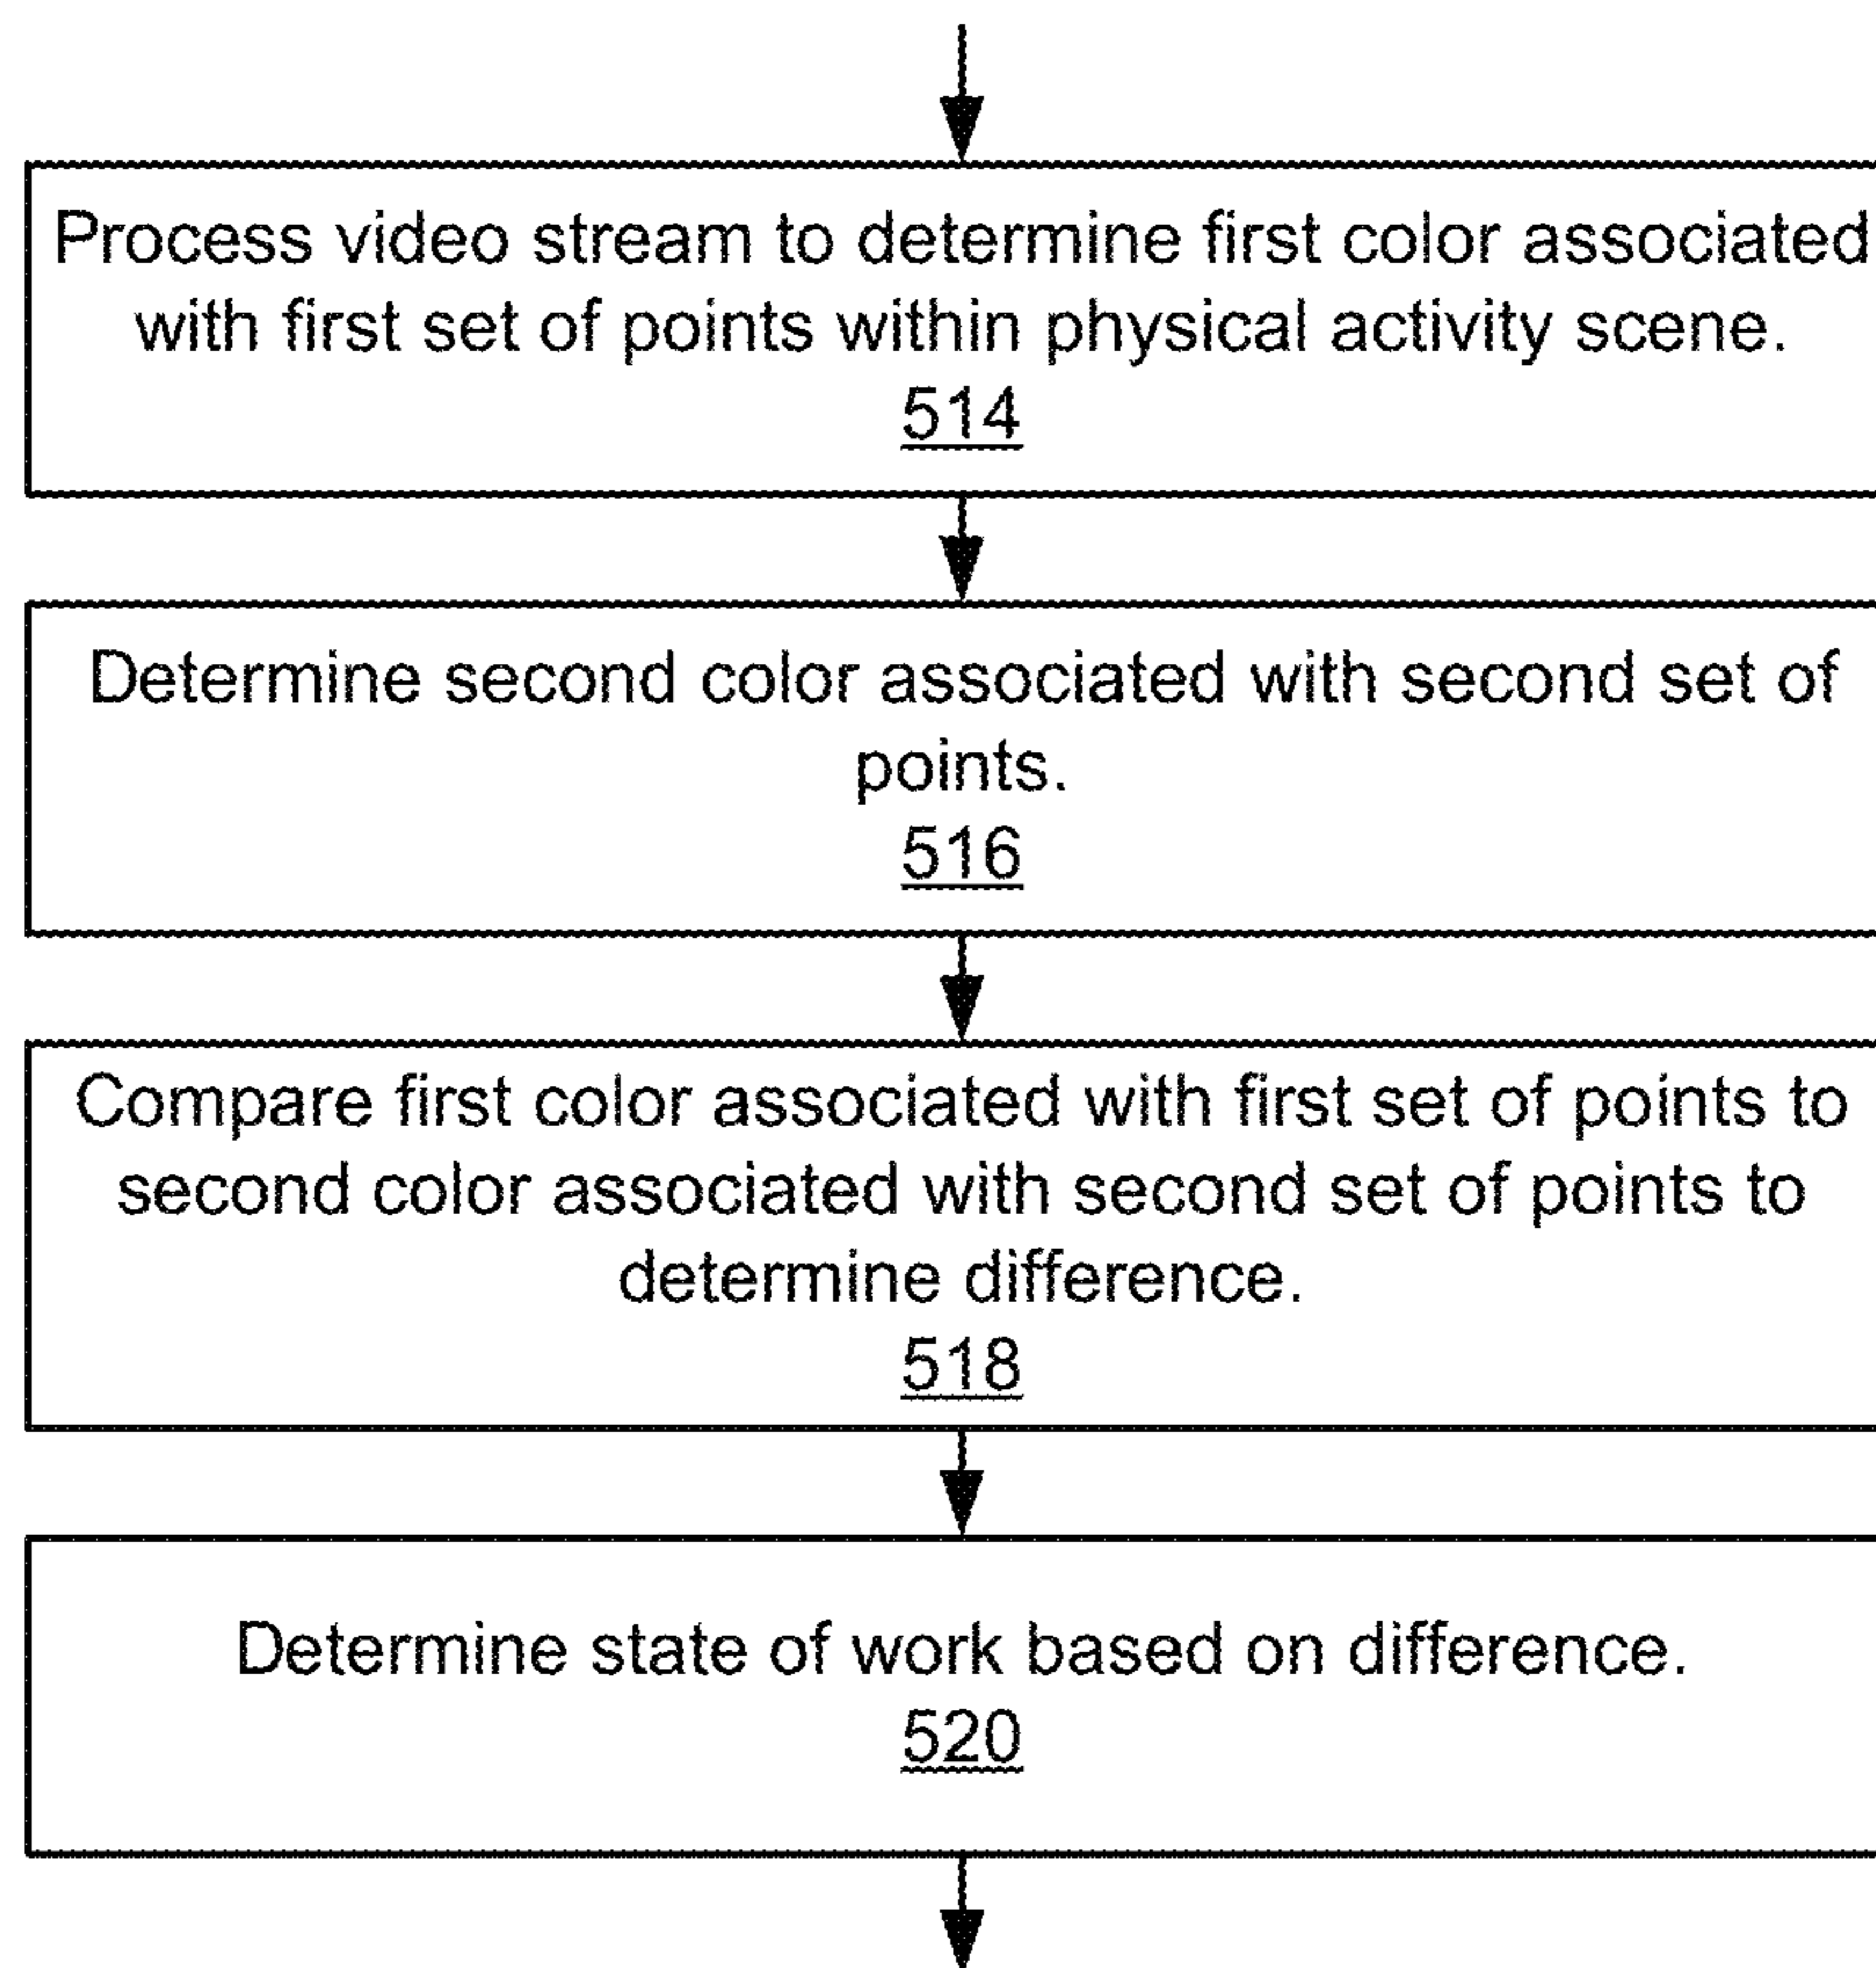 Process video stream to determine first color associated
with first set of points within physical activity scene.
514
Determine second color associated with second set of
points.
516
Compare first color associated with first set of points to
second color associated with second set of points to
determine difference.
518
Determine state of work based on difference.
520